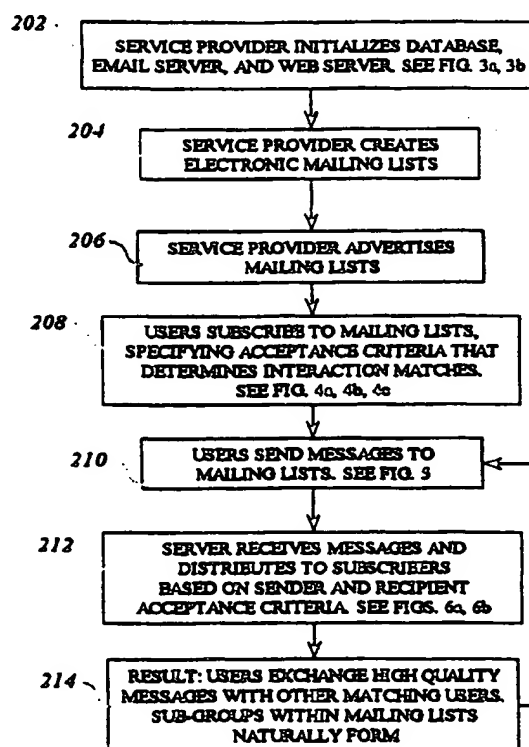 202
SERVICE PROVIDER INITIALIZES DATABASE,
EMAIL SERVER, AND WEB SERVER. SEE FIG. 3a, 3b
204
SERVICE PROVIDER CREATES
ELECTRONIC MAILING LISTS
206
SERVICE PROVIDER ADVERTISES
MAILING LISTS
208
USERS SUBSCRIBE TO MAILING LISTS,
SPECIFYING ACCEPTANCE CRITERIA THAT
DETERMINES INTERACTION MATCHES.
SEE FIG. 4a, 4b, 4c
210
USERS SEND MESSAGES TO
MAILING LISTS. SEE FIG. 5
212
SERVER RECEIVES MESSAGES AND
DISTRIBUTES TO SUBSCRIBERS
BASED ON SENDER AND RECIPIENT
ACCEPTANCE CRITERIA. SEE FIGS. 6a, 6b
214
RESULT: USERS EXCHANGE HIGH QUALITY
MESSAGES WITH OTHER MATCHING USERS.
SUB-GROUPS WITHIN MAILING LISTS
NATURALLY FORM